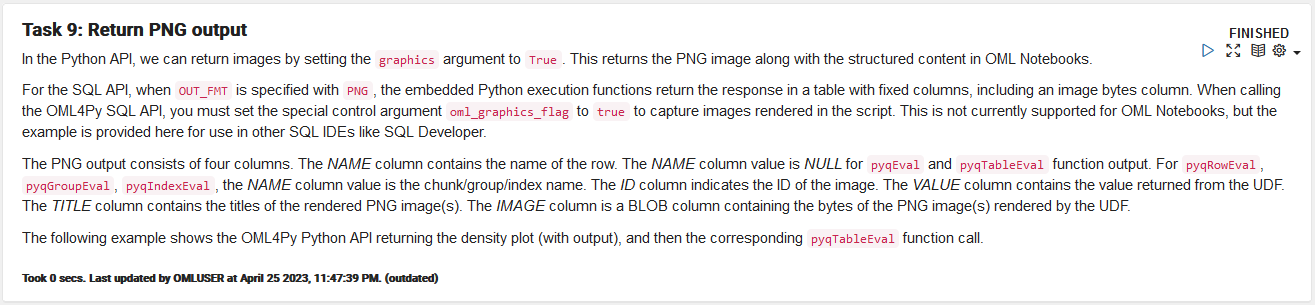 Task 9: Return PNG output
FINISHED
In the Python API, we can return images by setting the graphics argument to True. This returns the PNG image along with the structured content in OML Notebooks.
For the SQL API, when OUT_FMT is specified with PNG, the embedded Python execution functions return the response in a table with fixed columns, including an image bytes column. When calling
the OML4Py SQL API, you must set the special control argument oml_graphics_flag to true to capture images rendered in the script. This is not currently supported for OML Notebooks, but the
example is provided here for use in other SQL IDEs like SQL Developer.
The PNG output consists of four columns. The NAME column contains the name of the row. The NAME column value is NULL for pyqEval and pyqTableEval function output. For pyqRowEval,
pyqGroupEval, pyqIndexEval, the NAME column value is the chunk/group/index name. The ID column indicates the ID of the image. The VALUE column contains the value returned from the UDF.
The TITLE column contains the titles of the rendered PNG image(s). The IMAGE column is a BLOB column containing the bytes of the PNG image(s) rendered by the UDF.
The following example shows the OML4Py Python API returning the density plot (with output), and then the corresponding pyqTableEval function call.
Took 0 secs. Last updated by OMLUSER at April 25 2023, 11:47:39 PM. (outdated)